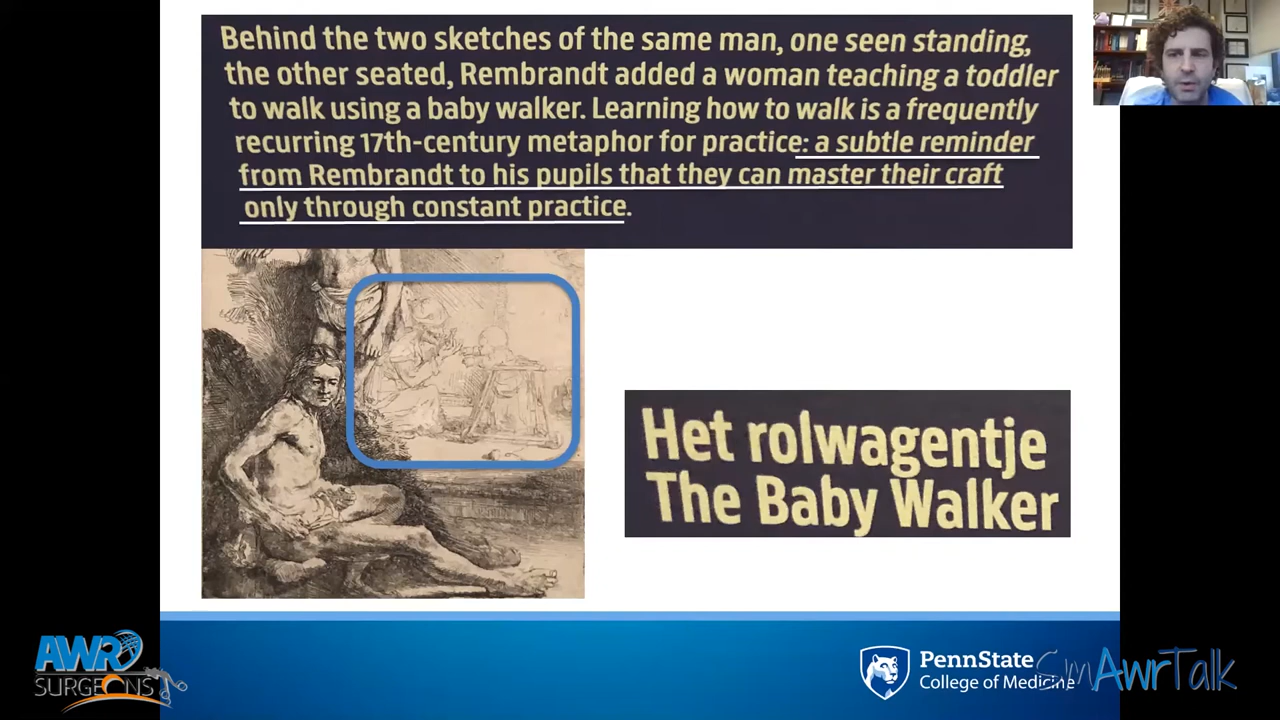 Behind the two sketches of the same man, one seen standing,
the other seated, Rembrandt added a woman teaching a toddler
to walk using a baby walker. Learning how to walk is a frequently
recurring 17th-century metaphor for practice: a subtle reminder
from Rembrandt to his pupils that they can master their craft
only through constant practice.
Het rolwagentje
The Baby Walker
AWR
SURGEONS
PennState
College of Medicine
SmAwrTalk